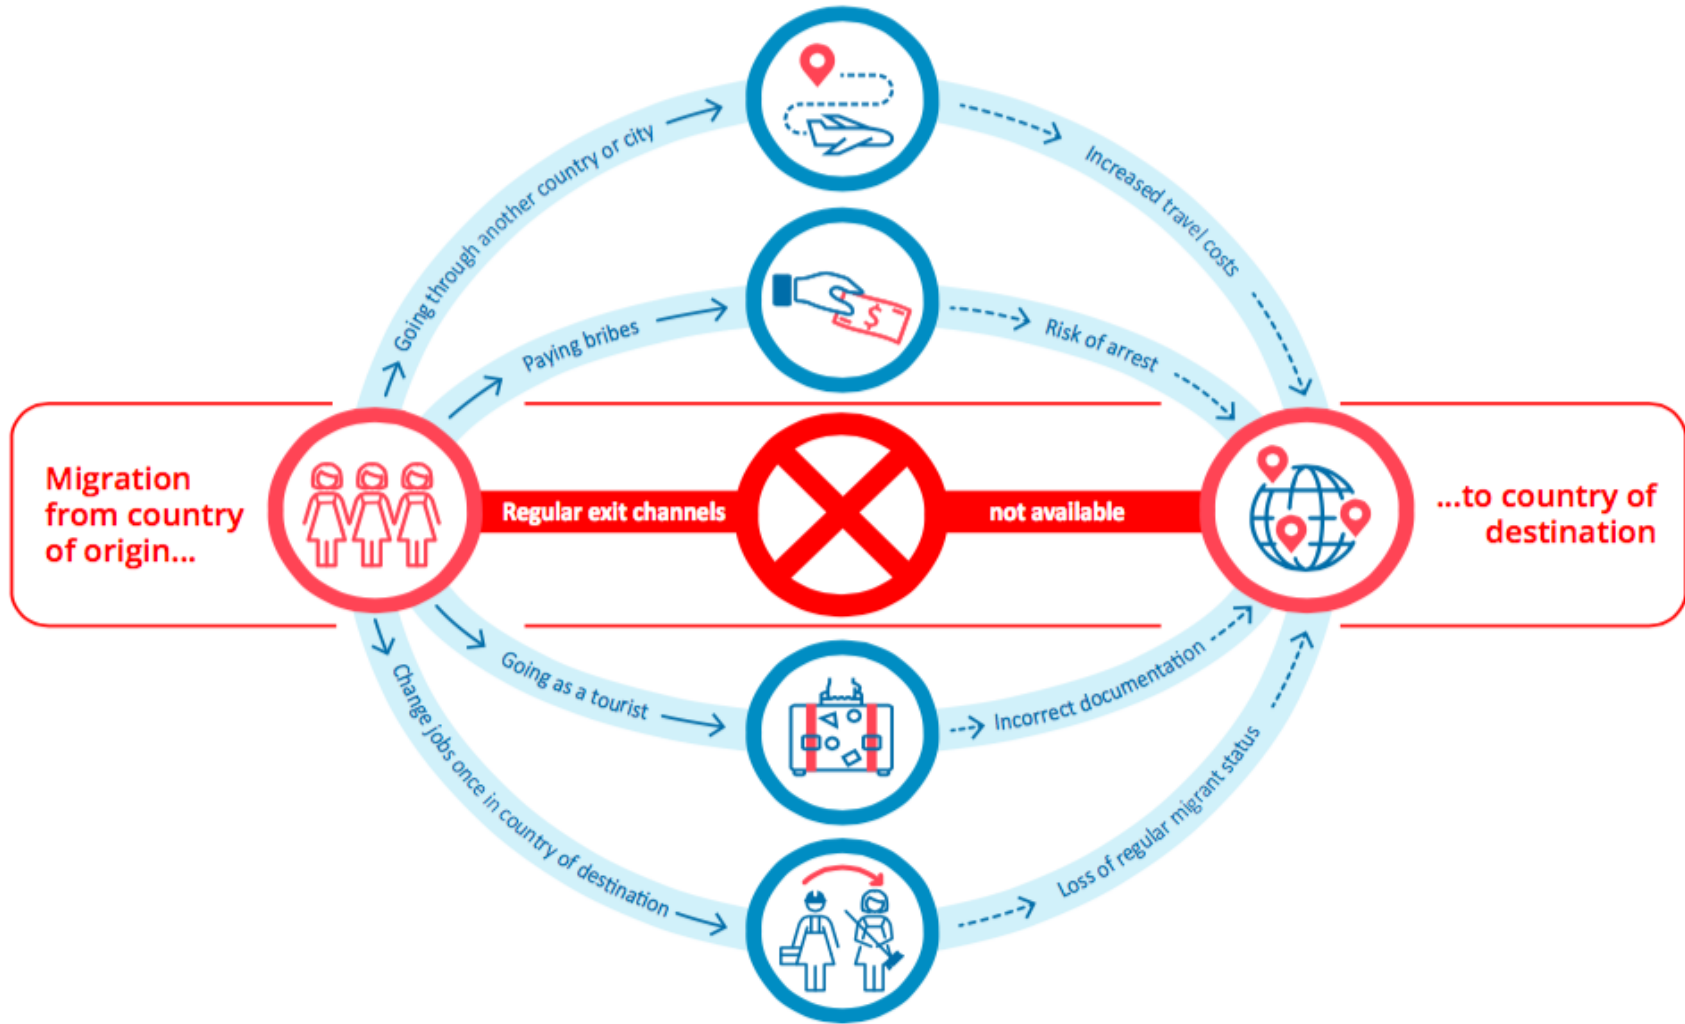 Going through another country or city
Increased travel costs
Paying bribes
Risk of arrest
$
Migration
from country
of origin...
Regular exit channels
not available
...to country of
destination
Going as a tourist
Incorrect documentation
Change jobs once in country of destination
Loss of regular migrant status